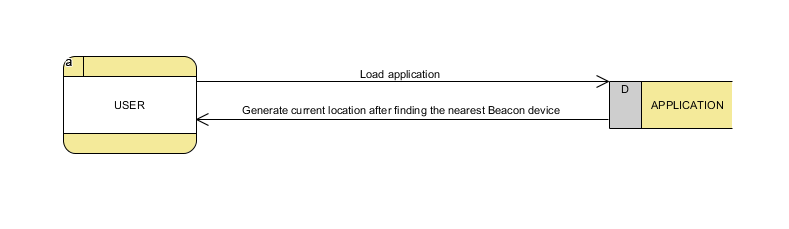 a
Load application
D
USER
Generate current location after finding the nearest Beacon device
APPLICATION